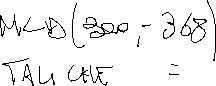 MCD(300,-368)
TALI CHE =